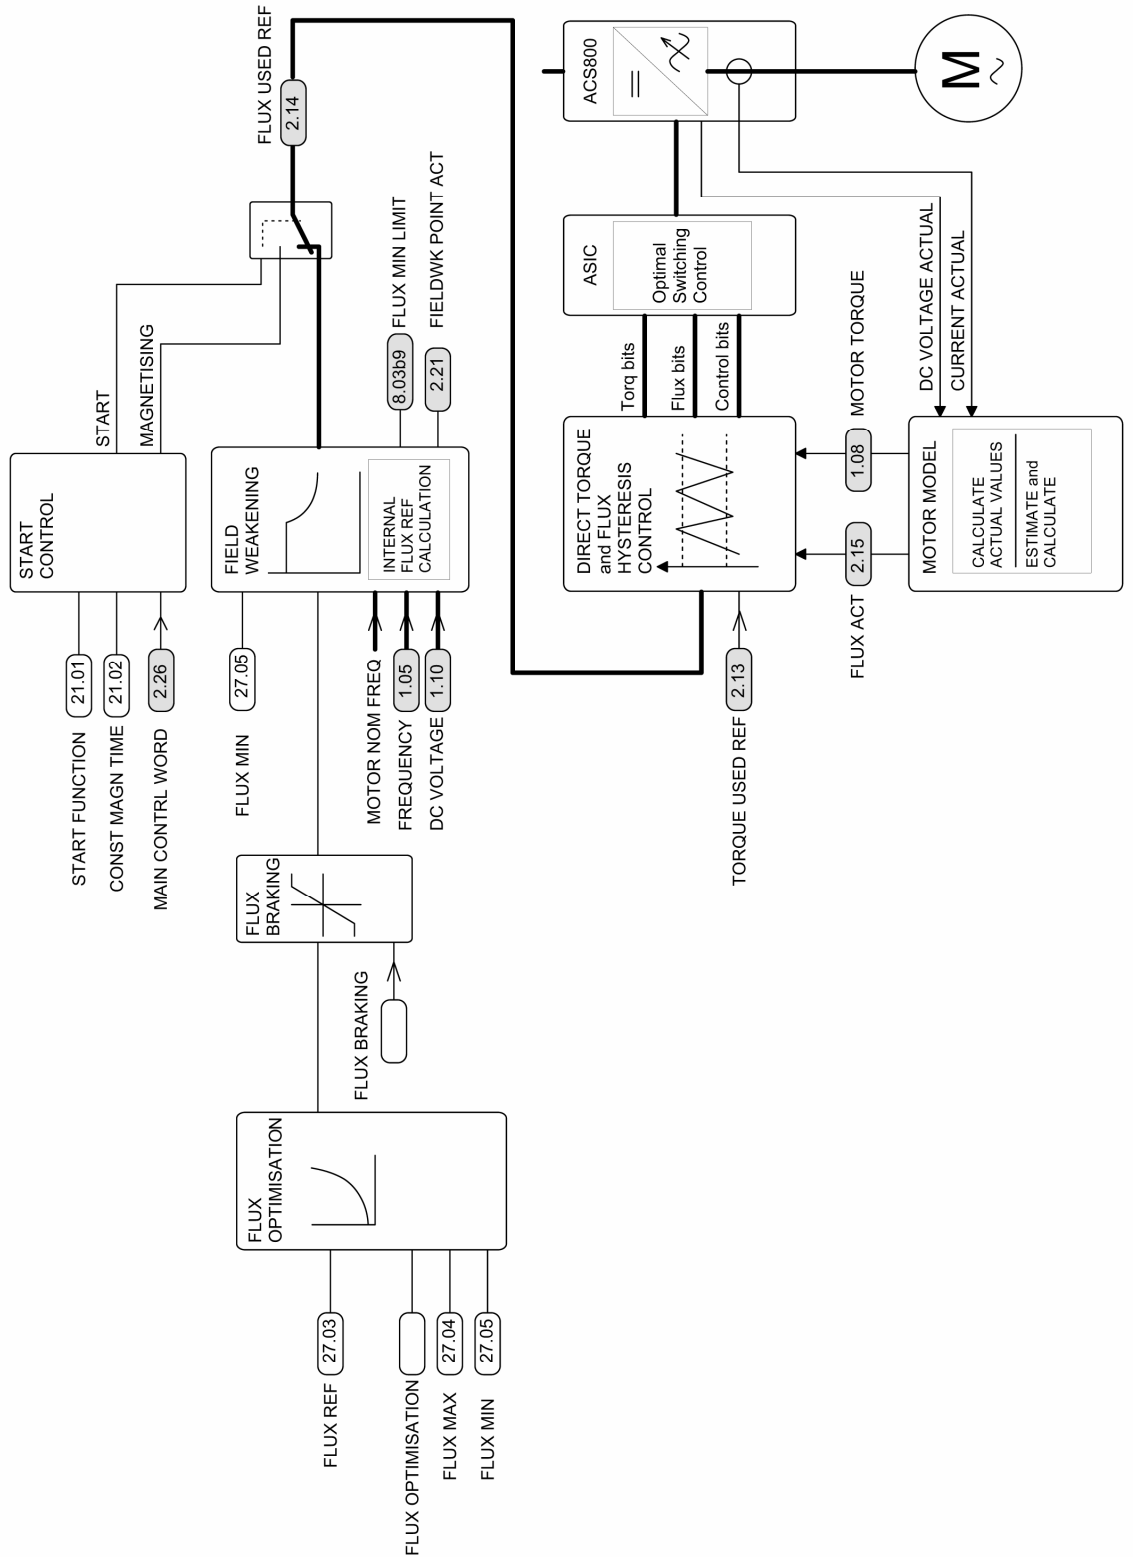 START FUNCTION
21.01
CONST MAGN TIME
21.02
MAIN CONTRL WORD
2.26
START
CONTROL
START
MAGNETISING
FLUX USED REF
2.14
FLUX REF
27.03
FLUX OPTIMISATION
FLUX MAX
27.04
FLUX MIN
27.05
FLUX
OPTIMISATION
FLUX BRAKING
FLUX
BRAKING
FLUX MIN
27.05
MOTOR NOM FREQ
FREQUENCY
1.05
DC VOLTAGE
1.10
FIELD
WEAKENING
INTERNAL
FLUX REF
CALCULATION
8.03b9
FLUX MIN LIMIT
2.21
FIELDWK POINT ACT
TORQUE USED REF
2.13
DIRECT TORQUE
and FLUX
HYSTERESIS
CONTROL
Torq bits
Flux bits
Control bits
ASIC
Optimal
Switching
Control
ACS800
=
M
~
FLUX ACT
2.15
1.08
MOTOR TORQUE
MOTOR MODEL
CALCULATE
ACTUAL VALUES
ESTIMATE and
CALCULATE
DC VOLTAGE ACTUAL
CURRENT ACTUAL